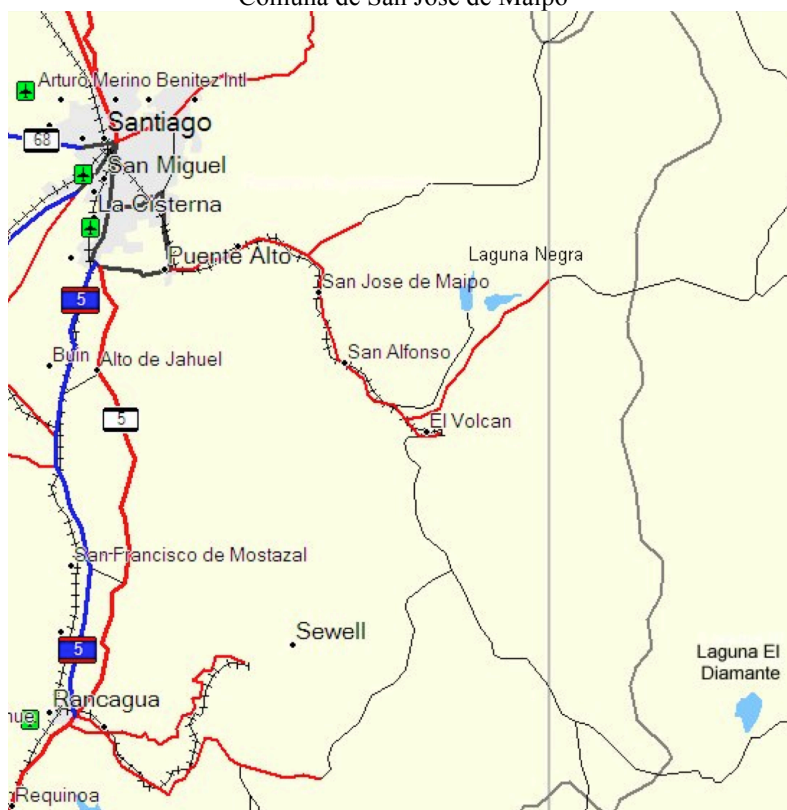 Comuna de San José de Maipo
Arturo Merino Benitez Intl
Santiago
68
San Miguel
La Cisterna
Puente Alto
Laguna Negra
San Jose de Maipo
5
Buin
Alto de Jahuel
San Alfonso
5
El Volcan
San Francisco de Mostazal
Sewell
5
Laguna El
Diamante
Rancagua
Requinoa